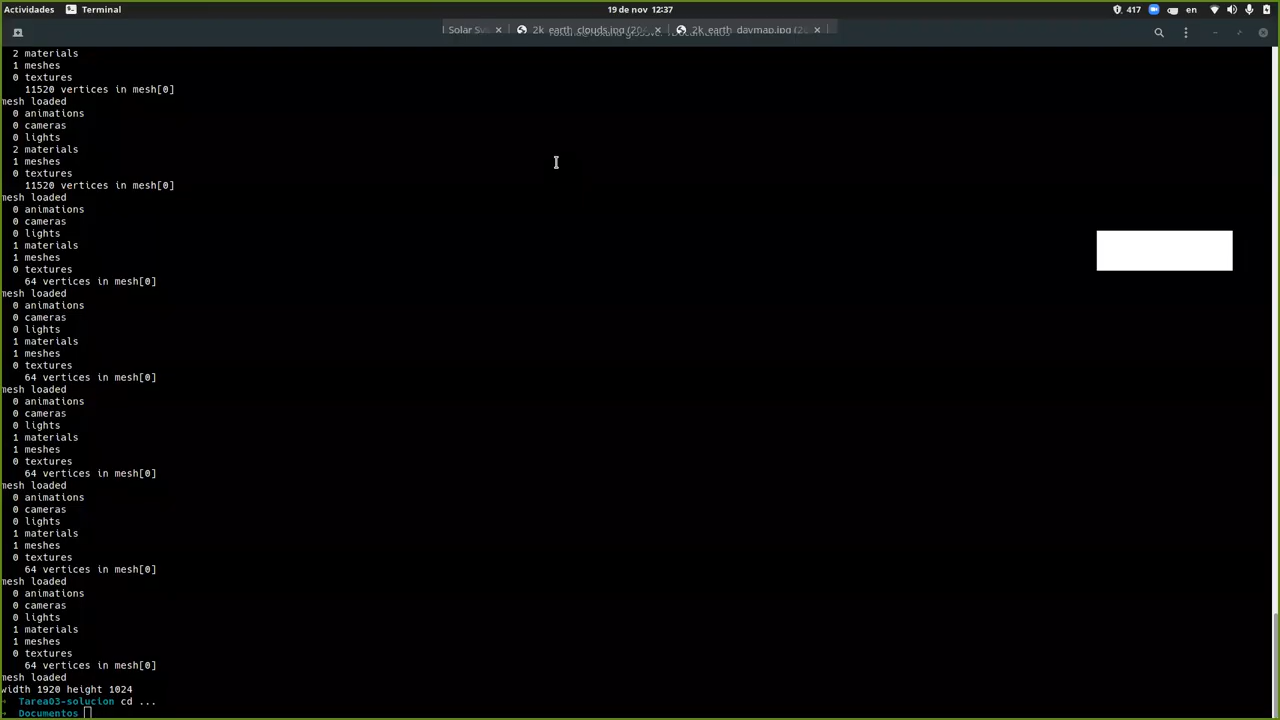 Actividades Terminal 19 de nov 12:37 417 en
Solar Sy 2k_earth_clouds.jpg (20 2k_earth_daymap.jpg (2
2 materials
1 meshes
0 textures
11520 vertices in mesh[0]
mesh loaded
0 animations
0 cameras
0 lights
2 materials
1 meshes
0 textures
11520 vertices in mesh[0]
mesh loaded
0 animations
0 cameras
0 lights
1 materials
1 meshes
0 textures
64 vertices in mesh[0]
mesh loaded
0 animations
0 cameras
0 lights
1 materials
1 meshes
0 textures
64 vertices in mesh[0]
mesh loaded
0 animations
0 cameras
0 lights
1 materials
1 meshes
0 textures
64 vertices in mesh[0]
mesh loaded
0 animations
0 cameras
0 lights
1 materials
1 meshes
0 textures
64 vertices in mesh[0]
mesh loaded
0 animations
0 cameras
0 lights
1 materials
1 meshes
0 textures
64 vertices in mesh[0]
mesh loaded
width 1920 height 1024
Tarea03-solucion cd ...
Documentos